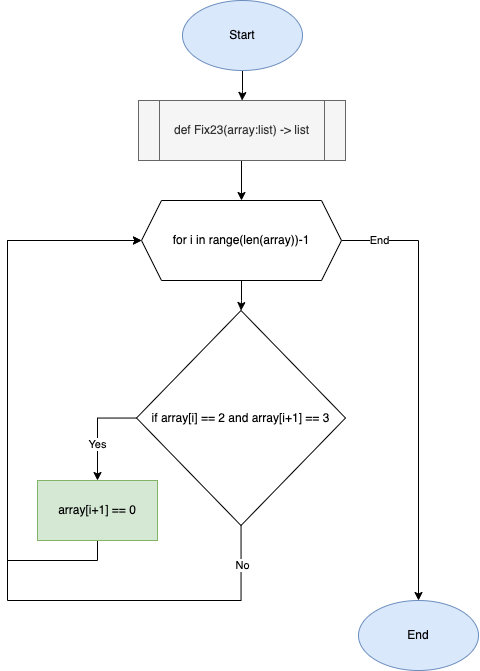 Start
def Fix23(array:list) -> list
for i in range(len(array))-1
End
if array[i] == 2 and array[i+1] == 3
Yes
array[i+1] == 0
No
End